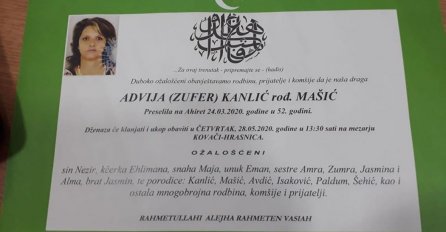 ...Za ovaj trenutak - pripremajte se - (hadis)
Duboko ožalošćeni obavještavamo rodbinu, prijatelje i komšije da je naša draga
ADVIJA (ZUFER) KANLIĆ rođ. MAŠIĆ
Preselila na Ahiret 24.03.2020. godine u 52. godini.
Dženaza će klanjati i ukop obaviti u ČETVRTAK, 28.05.2020. godine u 13:30 sati na mezarju
KOVAČI-HRASNICA.
OŽALOŠĆENI
sin Nezir, kćerka Ehlimana, snaha Maja, unuk Eman, sestre Amra, Zumra, Jasmina i
Alma, brat Jasmin, te porodice: Kanlić, Mašić, Avdić, Isaković, Paldum, Šehić, kao i
ostala mnogobrojna rodbina, komšije i prijatelji.
RAHMETULLAHI ALEJHA RAHMETEN VASIAH